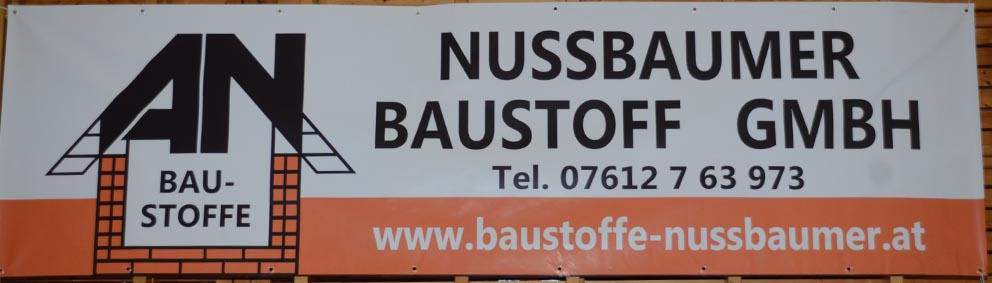 AN
BAU-
STOFFE
NUSSBAUMER
BAUSTOFF GMBH
Tel. 07612 7 63 973
www.baustoffe-nussbaumer.at